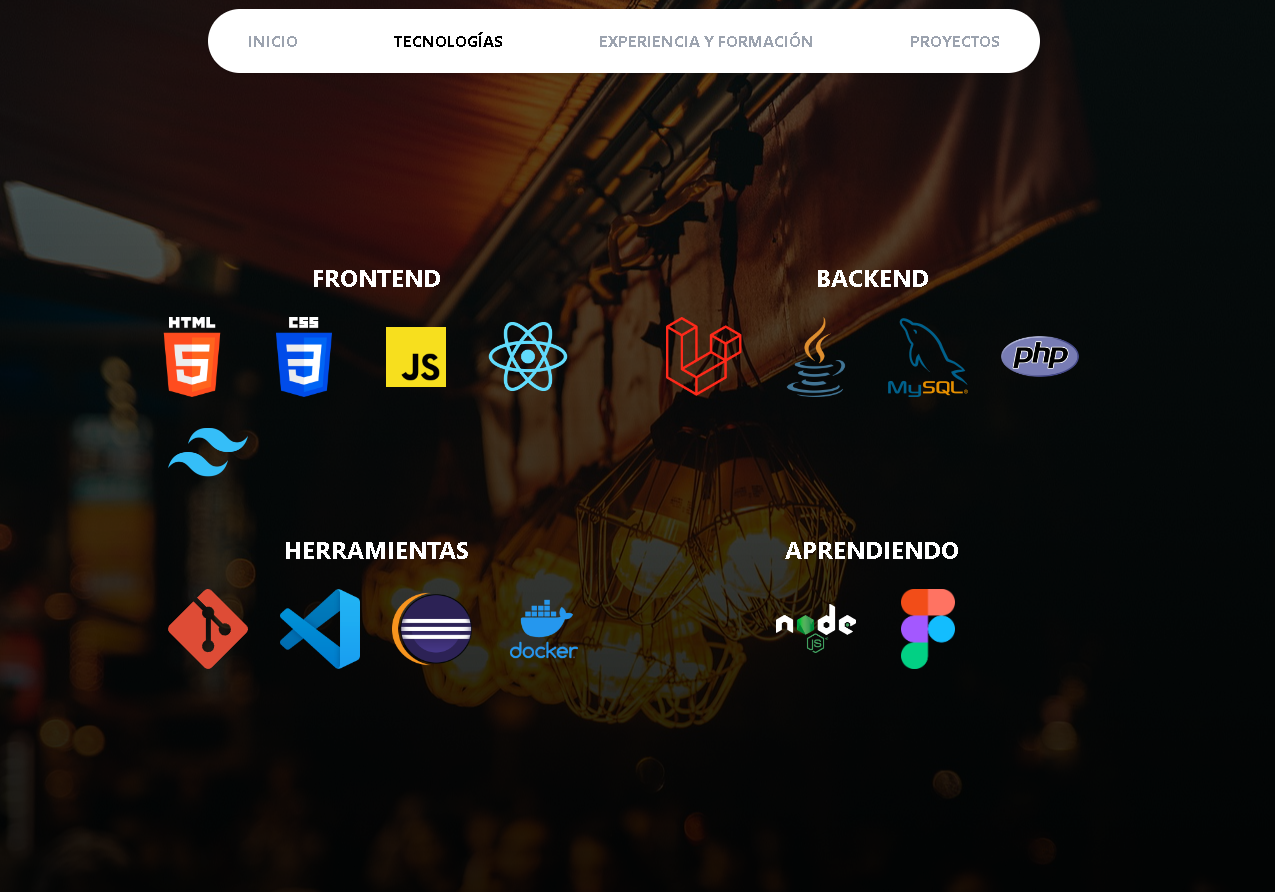 INICIO
TECNOLOGÍAS
EXPERIENCIA Y FORMACIÓN
PROYECTOS
FRONTEND
BACKEND
HTML
5
CSS
3
JS
MySQL®
php
HERRAMIENTAS
APRENDIENDO
docker
node
JS